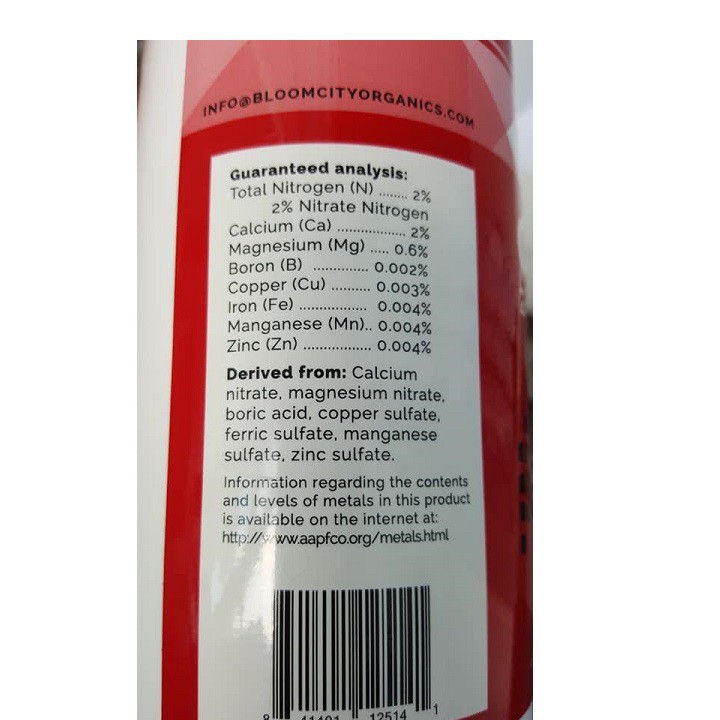 INFO@BLOOMCITYORGANICS.COM
Guaranteed analysis:
Total Nitrogen (N) ........ 2%
2% Nitrate Nitrogen
Calcium (Ca) .................. 2%
Magnesium (Mg) ..... 0.6%
Boron (B) .............. 0.002%
Copper (Cu) .......... 0.003%
Iron (Fe) ................. 0.004%
Manganese (Mn).. 0.004%
Zinc (Zn) ................. 0.004%
Derived from: Calcium
nitrate, magnesium nitrate,
boric acid, copper sulfate,
ferric sulfate, manganese
sulfate, zinc sulfate.
Information regarding the contents
and levels of metals in this product
is available on the internet at:
http://www.aapfco.org/metals.html
8 41401 12514 1